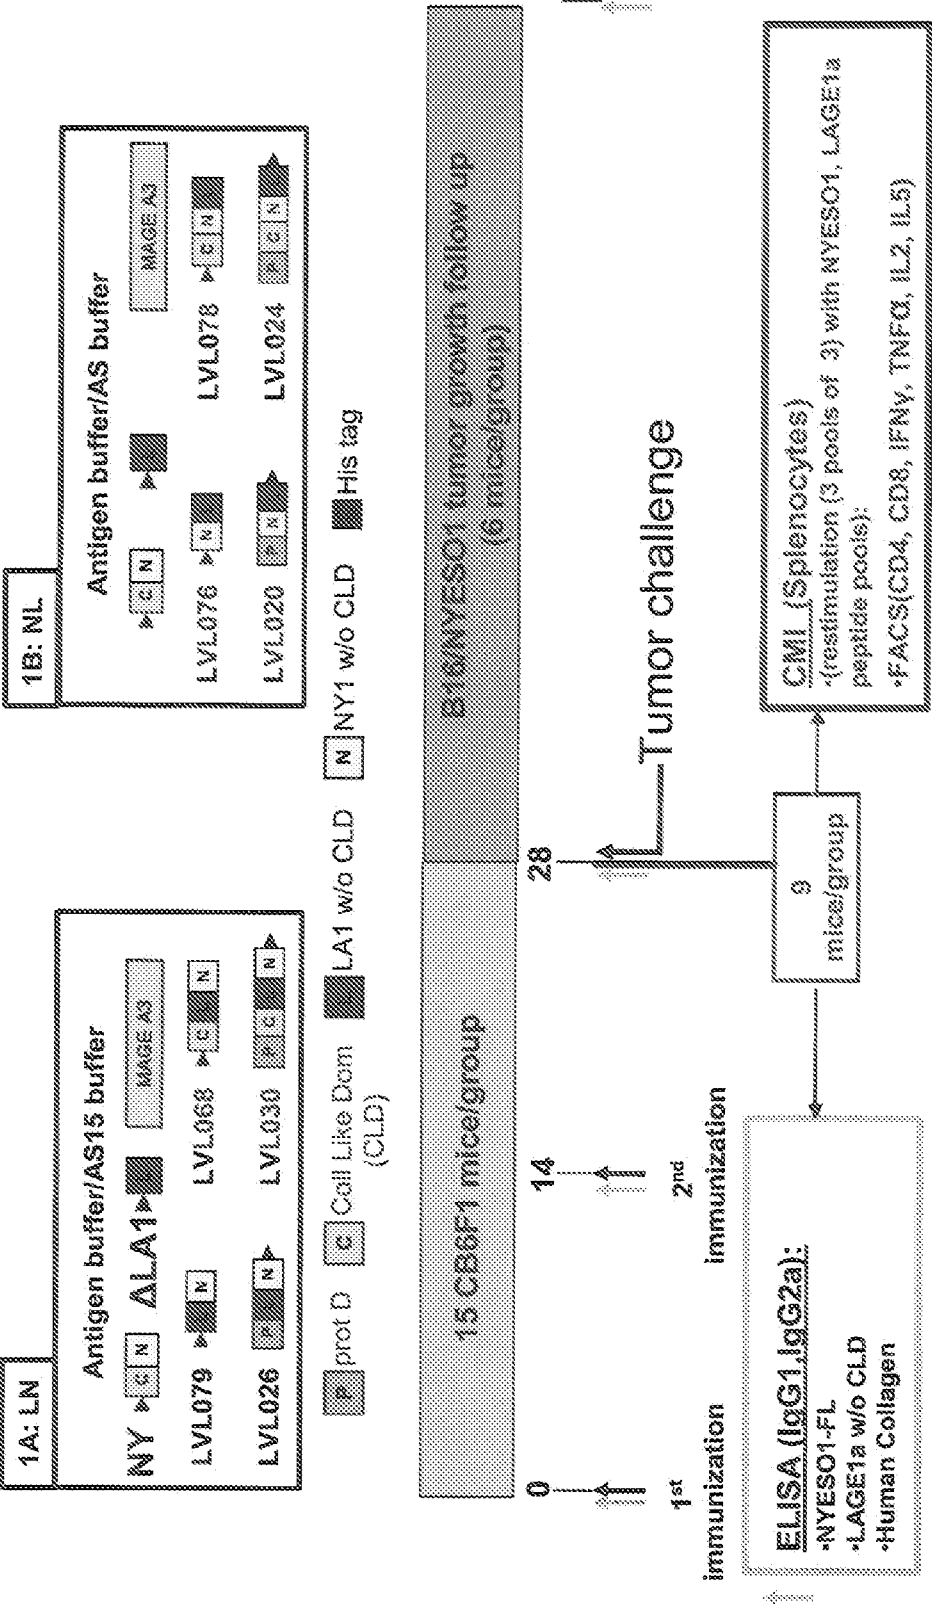 1A: LN
Antigen buffer/AS15 buffer
NY C N ΔLA1 MAGE A3
LVL079 N LVL068 C N
LVL026 P N LVL030 P C N
1B: NL
Antigen buffer/AS buffer
C N MAGE A3
LVL076 N LVL078 C N
LVL020 P N LVL024 P C N
P prot D C Coll Like Dom LA1 w/o CLD N NY1 w/o CLD His tag
(CLD)
15 CB6F1 mice/group
B16/NYESO1 tumor growth follow up
(6 mice/group)
0
14
28
1st
immunization
2nd
immunization
Tumor challenge
9
mice/group
ELISA (IgG1,IgG2a):
•NYESO1-FL
•LAGE1a w/o CLD
•Human Collagen
CMI (Splenocytes)
•(restimulation (3 pools of 3) with NYESO1, LAGE1a
peptide pools):
•FACS(CD4, CD8, IFNγ, TNFα, IL2, IL5)